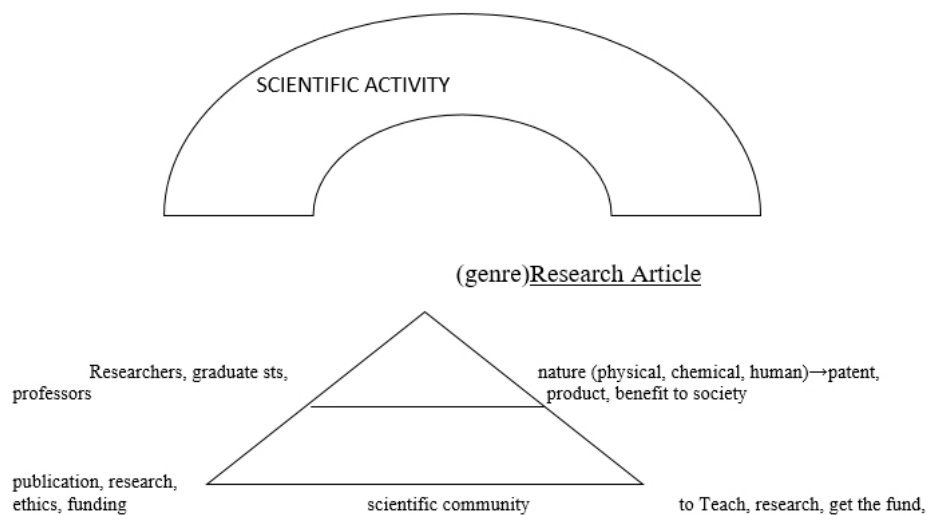 SCIENTIFIC ACTIVITY
(genre)Research Article
Researchers, graduate sts,
professors
nature (physical, chemical, human)→patent,
product, benefit to society
publication, research,
ethics, funding
scientific community
to Teach, research, get the fund,